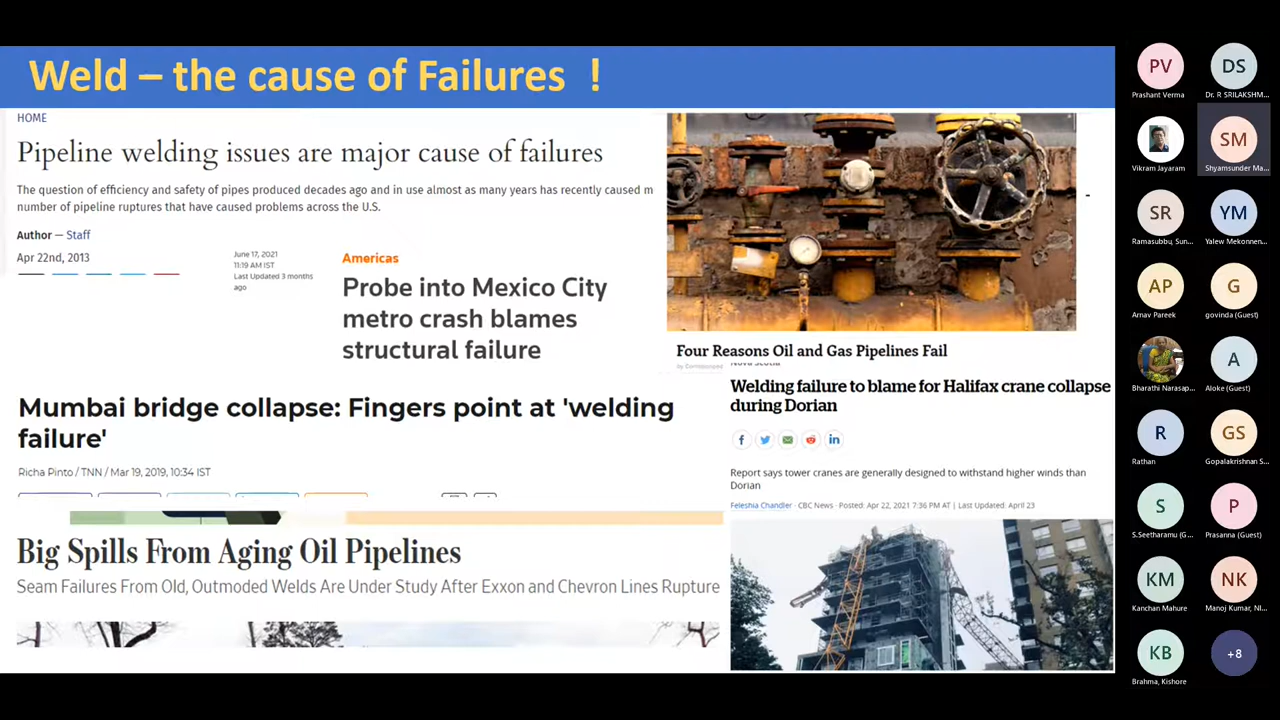 Weld – the cause of Failures !
HOME
Pipeline welding issues are major cause of failures
The question of efficiency and safety of pipes produced decades ago and in use almost as many years has recently caused m
number of pipeline ruptures that have caused problems across the U.S.
Author — Staff
Apr 22nd, 2013
June 17, 2021
11:19 AM IST
Last Updated 3 months
ago
Americas
Probe into Mexico City
metro crash blames
structural failure
Four Reasons Oil and Gas Pipelines Fail
Nova Scotia
Welding failure to blame for Halifax crane collapse
during Dorian
Report says tower cranes are generally designed to withstand higher winds than
Dorian
Feleshia Chandler · CBC News · Posted: Apr 22, 2021 7:36 PM AT | Last Updated: April 23
Mumbai bridge collapse: Fingers point at 'welding
failure'
Richa Pinto / TNN / Mar 19, 2019, 10:34 IST
Big Spills From Aging Oil Pipelines
Seam Failures From Old, Outmoded Welds Are Under Study After Exxon and Chevron Lines Rupture
PV
Prashant Verma
DS
Dr. R SRILAKSHM...
Vikram Jayaram
SM
Shyamsunder Ma...
SR
Ramasubbu, Sun...
YM
Yalew Mekonnen...
AP
Arnav Pareek
G
govinda (Guest)
Bharathi Narasap...
A
Aloke (Guest)
R
Rathan
GS
Gopalakrishnan S...
S
S.Seetharamu (G...
P
Prasanna (Guest)
KM
Kanchan Mahure
NK
Manoj Kumar, NI...
KB
Brahma, Kishore
+8